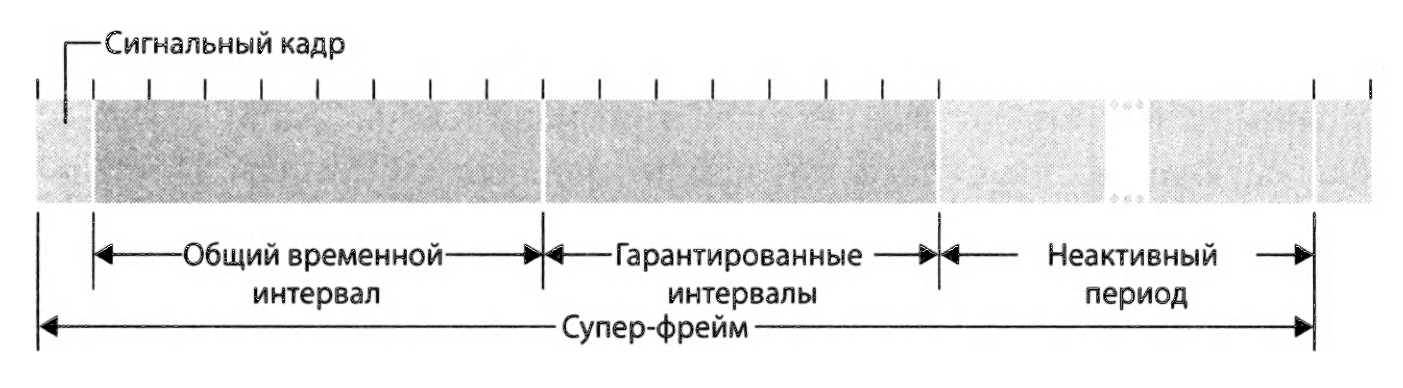 Сигнальный кадр
Общий временной
интервал
Гарантированные
интервалы
Неактивный
период
Супер-фрейм